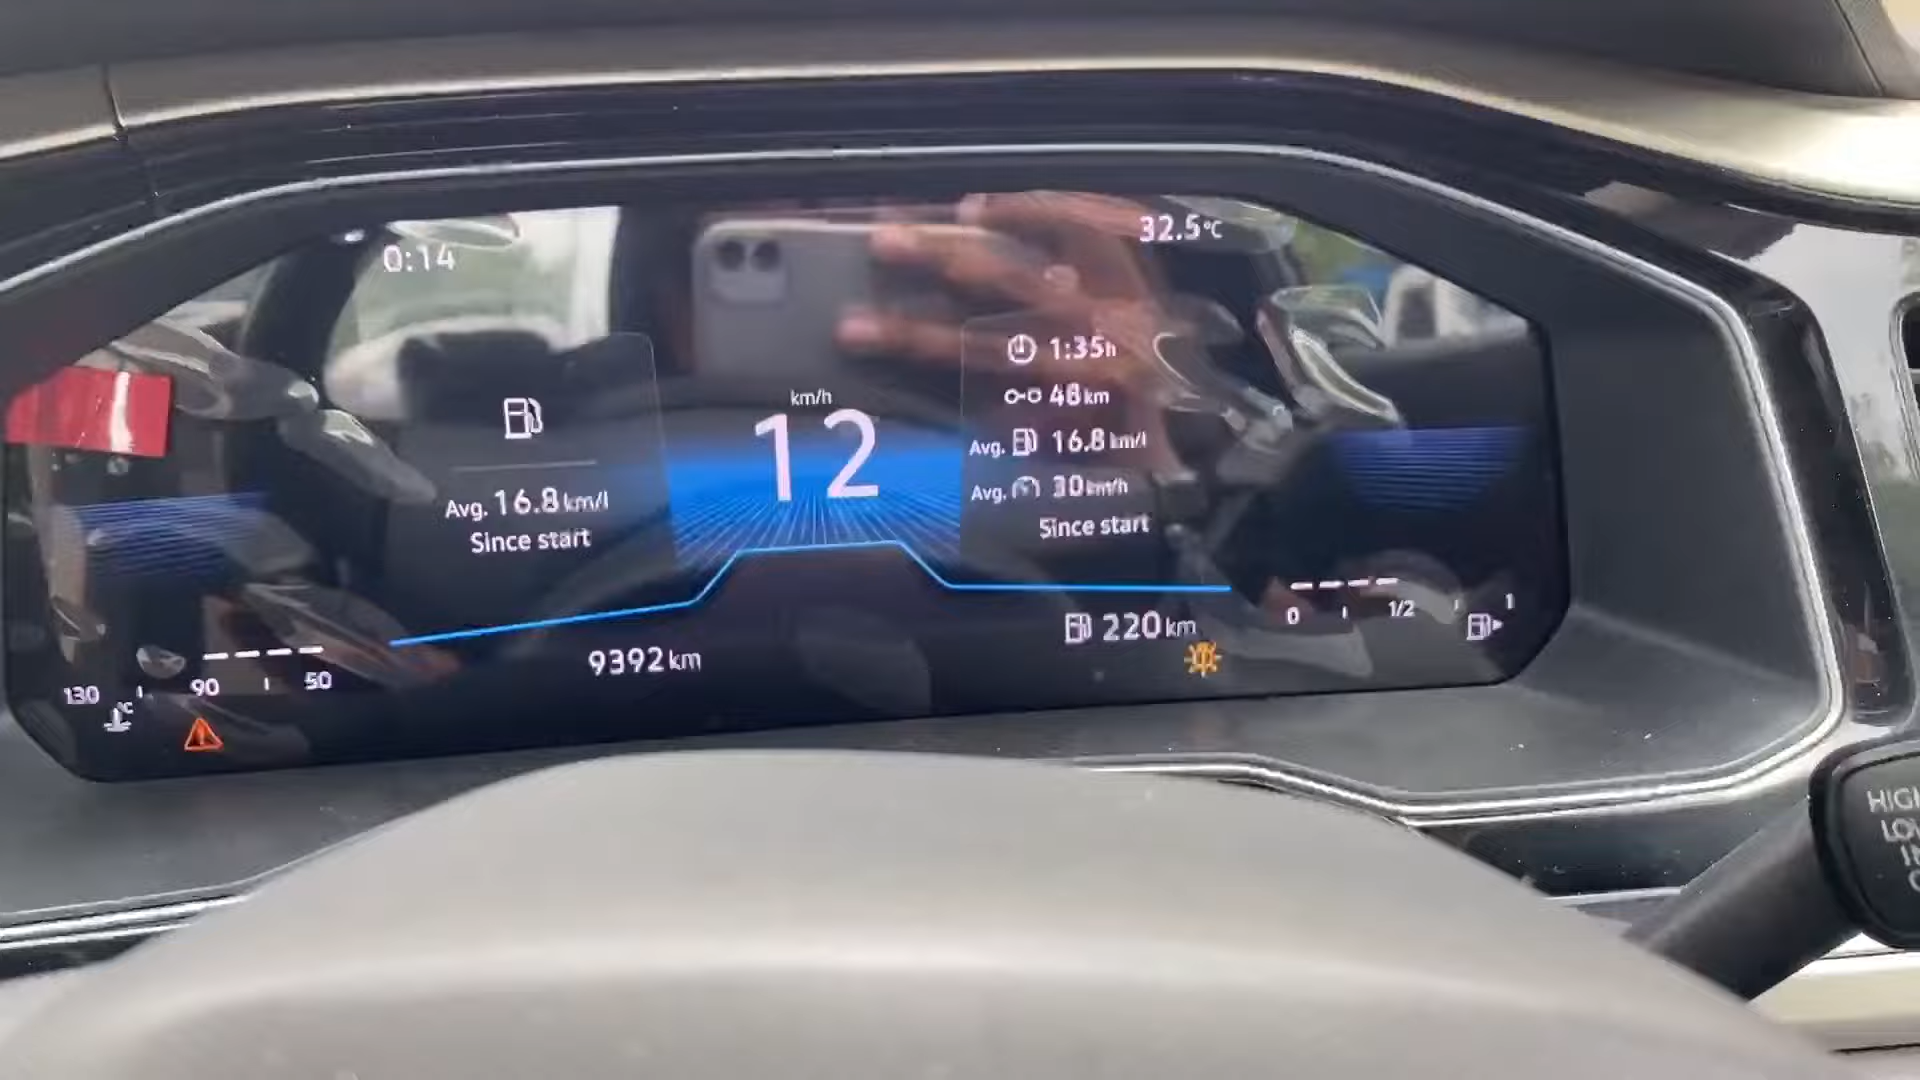 0:14
32.5°C
km/h
12
Avg. 16.8 km/l
Since start
1:35h
48 km
Avg. 16.8 km/l
Avg. 30 km/h
Since start
9392 km
220 km
0 1/2 1
130 90 50
°C